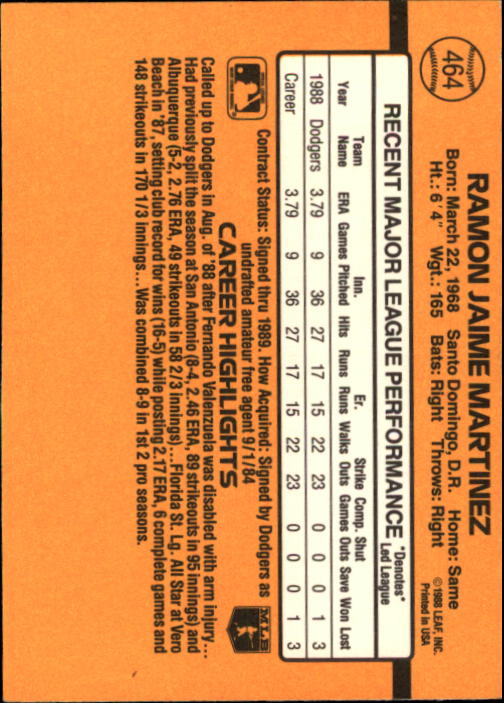 464
RAMON JAIME MARTINEZ
Born: March 22, 1968 Santo Domingo, D.R. Home: Same
Ht.: 6'4" Wgt.: 165 Bats: Right Throws: Right
©1988 LEAF, INC.
Printed in USA
RECENT MAJOR LEAGUE PERFORMANCE
"Denotes"
Led League
Team Inn. Er. Strike Comp. Shut
Year Name ERA Games Pitched Hits Runs Runs Walks Outs Games Outs Save Won Lost
1988 Dodgers 3.79 9 36 27 17 15 22 23 0 0 0 1 3
Career 3.79 9 36 27 17 15 22 23 0 0 0 1 3
Contract Status: Signed thru 1989. How Acquired: Signed by Dodgers as
undrafted amateur free agent 9/1/84
MLB
CAREER HIGHLIGHTS
Called up to Dodgers in Aug. of '88 after Fernando Valenzuela was disabled with arm injury...
Had previously split the season at San Antonio (8-4, 2.46 ERA, 89 strikeouts in 95 innings) and
Albuquerque (5-2, 2.76 ERA, 49 strikeouts in 58 2/3 innings)...Florida St. Lg. All Star at Vero
Beach in '87, setting club record for wins (16-5) while posting 2.17 ERA, 6 complete games and
148 strikeouts in 170 1/3 innings...Was combined 8-9 in 1st 2 pro seasons.